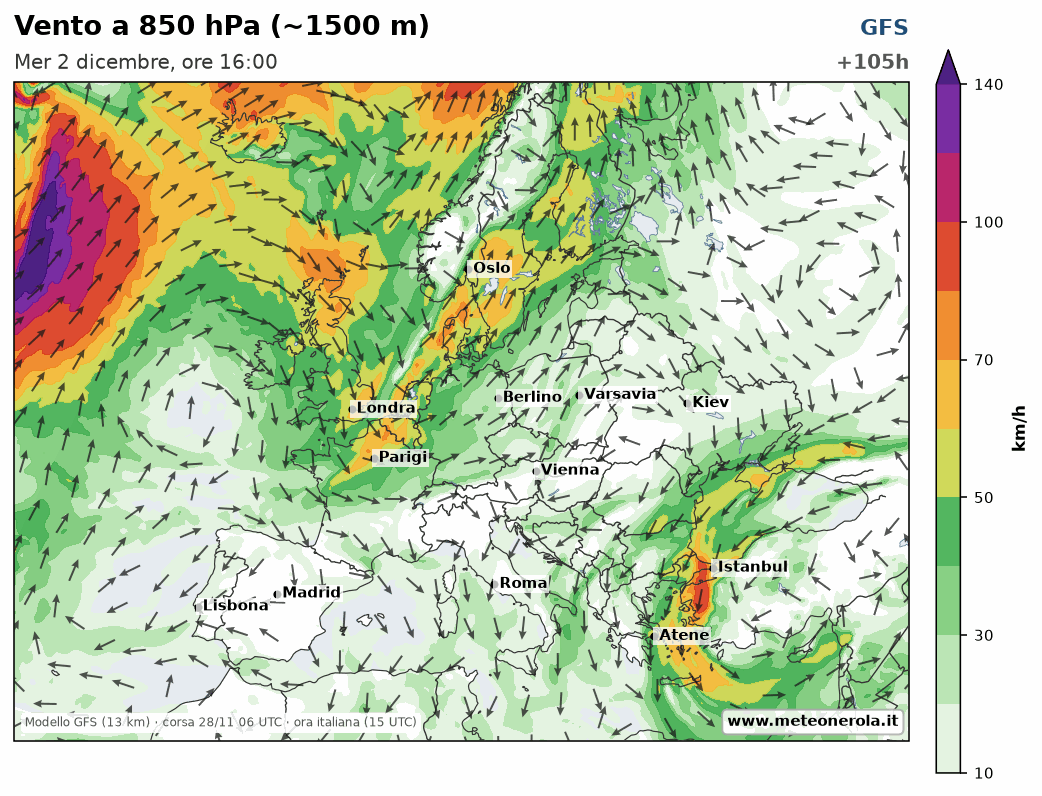 Vento a 850 hPa (~1500 m)
GFS
Mer 2 dicembre, ore 16:00
+105h
140
100
70
50
30
10
km/h
Oslo
Londra
Berlino
Varsavia
Kiev
Parigi
Vienna
Istanbul
Roma
Madrid
Lisbona
Atene
Modello GFS (13 km) · corsa 28/11 06 UTC · ora italiana (15 UTC)
www.meteonerola.it